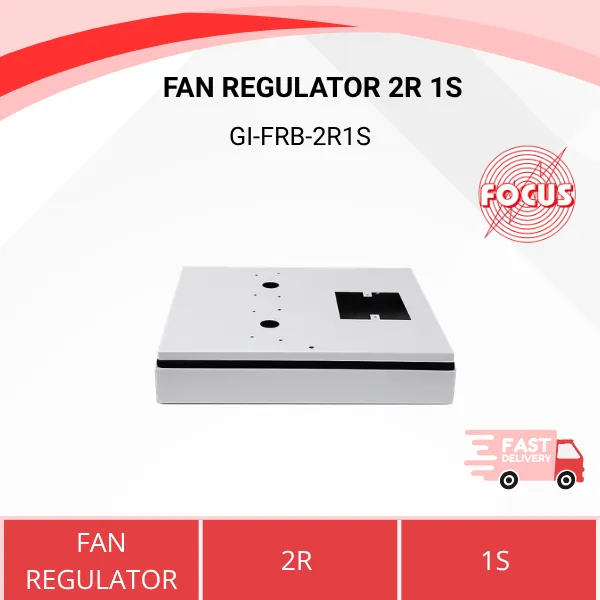 FAN REGULATOR 2R 1S
GI-FRB-2R1S
FOCUS
FAST
DELIVERY
FAN
REGULATOR
2R
1S